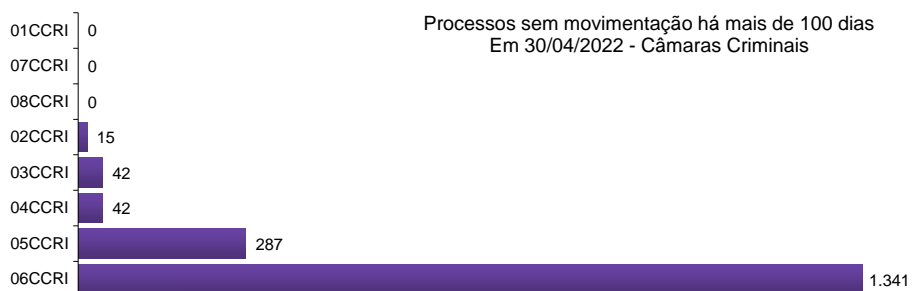 Processos sem movimentação há mais de 100 dias
Em 30/04/2022 - Câmaras Criminais
01CCRI 0
07CCRI 0
08CCRI 0
02CCRI 15
03CCRI 42
04CCRI 42
05CCRI 287
06CCRI 1.341